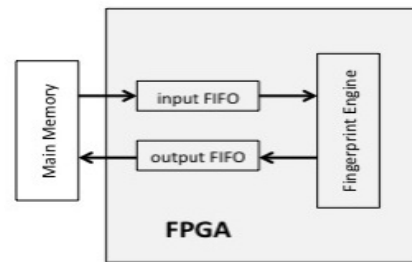 Main Memory
input FIFO
output FIFO
Fingerprint Engine
FPGA